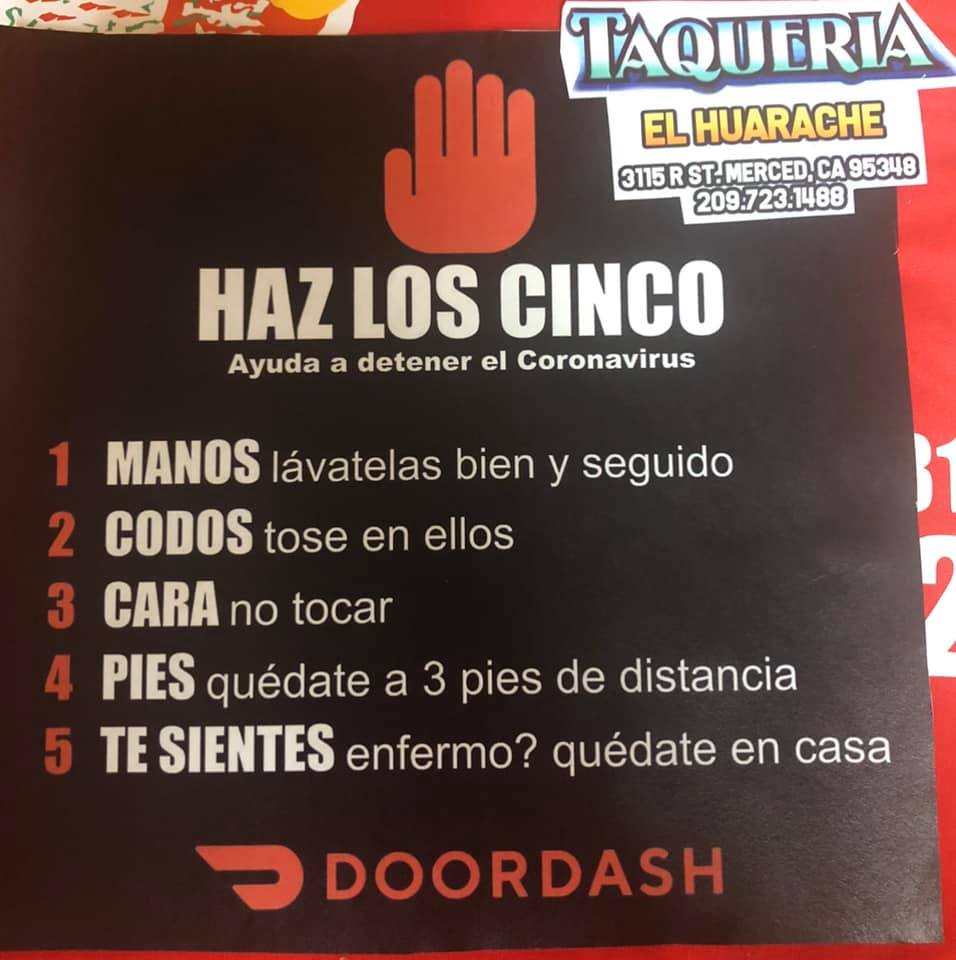 TAQUERIA
EL HUARACHE
3115 R ST. MERCED, CA 95348
209.723.1488
HAZ LOS CINCO
Ayuda a detener el Coronavirus
1 MANOS lávatelas bien y seguido
2 CODOS tose en ellos
3 CARA no tocar
4 PIES quédate a 3 pies de distancia
5 TE SIENTES enfermo? quédate en casa
DOORDASH